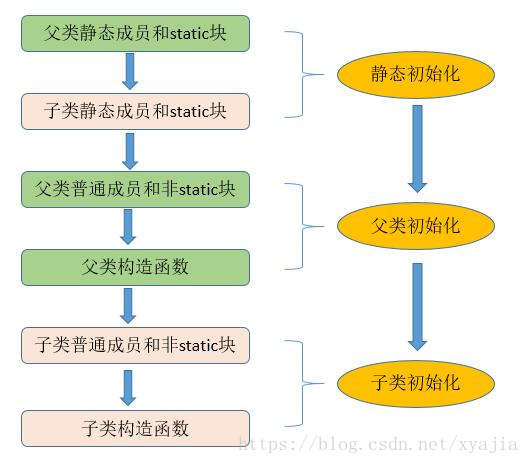 父类静态成员和static块
静态初始化
子类静态成员和static块
父类普通成员和非static块
父类初始化
父类构造函数
子类普通成员和非static块
子类初始化
子类构造函数
https://blog.csdn.net/xyajia